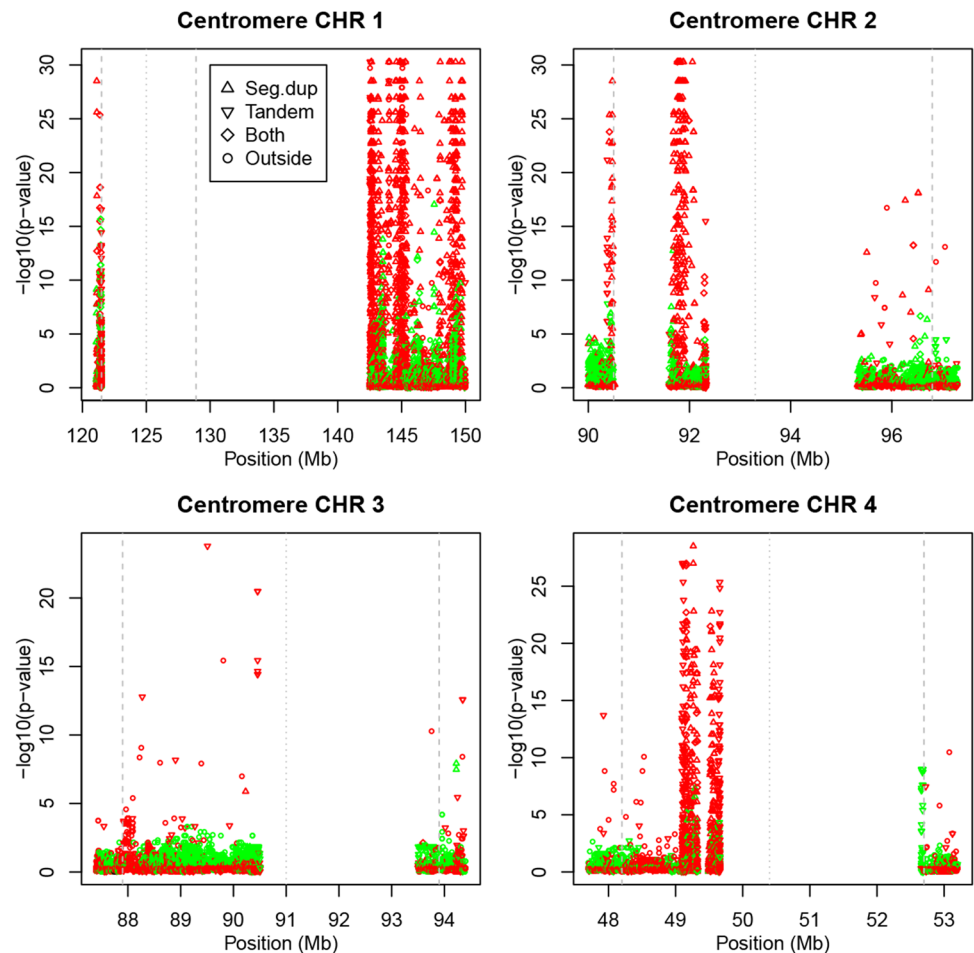 Centromere CHR 1
−log10(p−value)
30
25
20
15
10
5
0
Seg.dup
Tandem
Both
Outside
120 125 130 135 140 145 150
Position (Mb)
Centromere CHR 2
−log10(p−value)
30
25
20
15
10
5
0
90 92 94 96
Position (Mb)
Centromere CHR 3
−log10(p−value)
20
15
10
5
0
88 89 90 91 92 93 94
Position (Mb)
Centromere CHR 4
−log10(p−value)
25
20
15
10
5
0
48 49 50 51 52 53
Position (Mb)